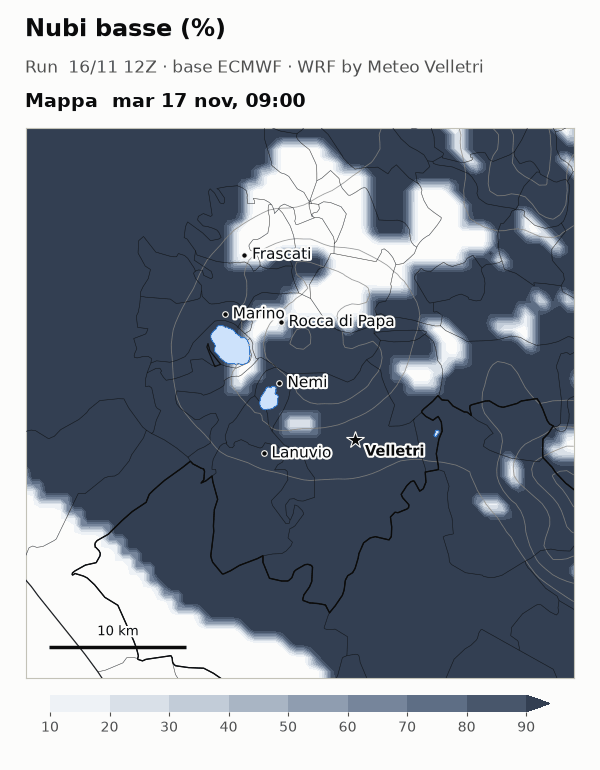 Nubi basse (%)
Run  16/11 12Z · base ECMWF · WRF by Meteo Velletri
Mappa  mar 17 nov, 09:00
Frascati
Marino
Rocca di Papa
Nemi
Velletri
Lanuvio
10 km
10 20 30 40 50 60 70 80 90